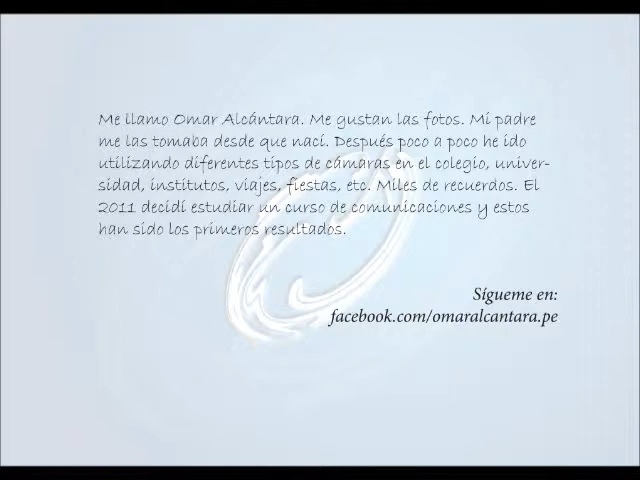 Me llamo Omar Alcántara. Me gustan las fotos. Mi padre
me las tomaba desde que nací. Después poco a poco he ido
utilizando diferentes tipos de cámaras en el colegio, univer-
sidad, institutos, viajes, fiestas, etc. Miles de recuerdos. El
2011 decidí estudiar un curso de comunicaciones y estos
han sido los primeros resultados.
Sígueme en:
facebook.com/omaralcantara.pe